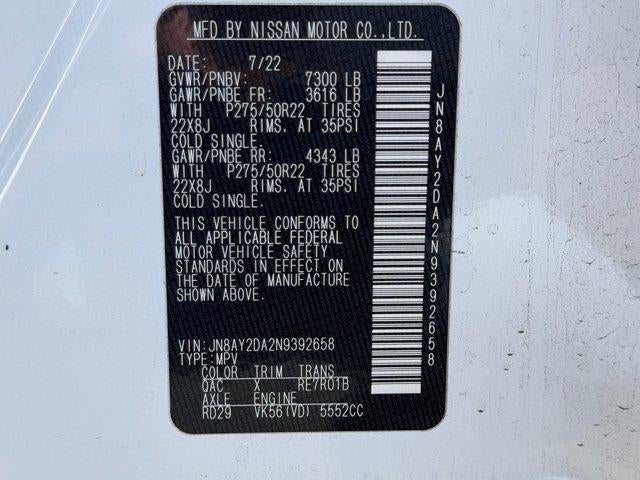 MFD BY NISSAN MOTOR CO.,LTD.
DATE: 7/22
GVWR/PNBV: 7300 LB
GAWR/PNBE FR: 3616 LB
WITH P275/50R22 TIRES
22X8J RIMS. AT 35PSI
COLD SINGLE.
GAWR/PNBE RR: 4343 LB
WITH P275/50R22 TIRES
22X8J RIMS. AT 35PSI
COLD SINGLE.
THIS VEHICLE CONFORMS TO
ALL APPLICABLE FEDERAL
MOTOR VEHICLE SAFETY
STANDARDS IN EFFECT ON
THE DATE OF MANUFACTURE
SHOWN ABOVE.
VIN:JN8AY2DA2N9392658
TYPE:MPV
COLOR TRIM TRANS
QAC X RE7R01B
AXLE ENGINE
RD29 VK56(VD) 5552CC
JN8AY2DA2N9392658